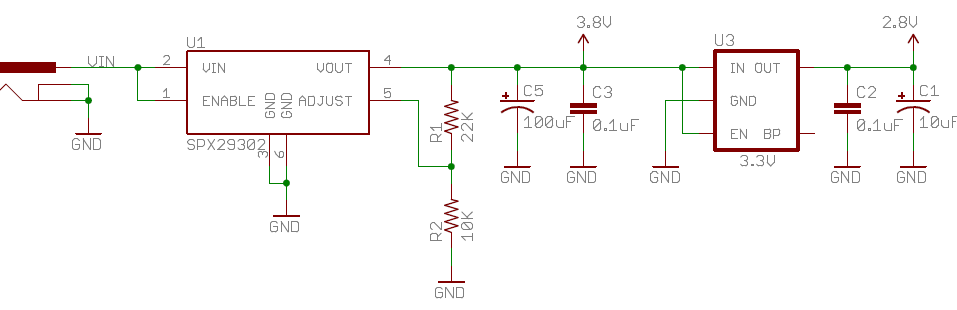 3.8V
2.8V
U1
U3
VIN
2
VIN
VOUT
4
IN
OUT
1
ENABLE
GND
GND
ADJUST
5
C5
C3
GND
C2
C1
R1
22K
100uF
0.1uF
0.1uF
10uF
GND
SPX29302
3
6
EN
BP
3.3V
GND
GND
GND
GND
GND
GND
R2
10K
GND